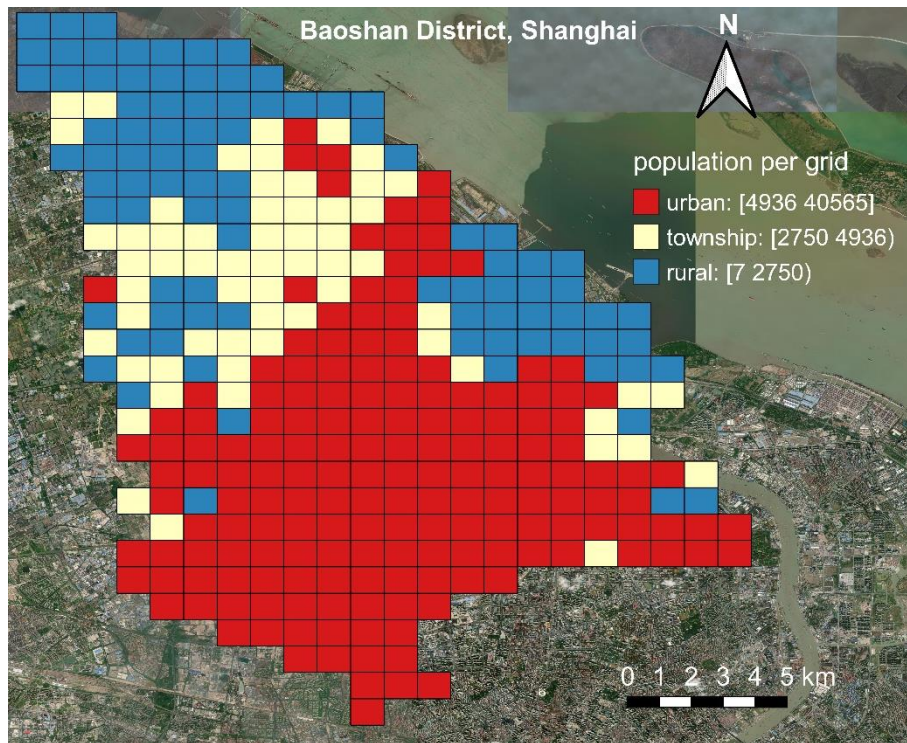 Baoshan District, Shanghai
N
population per grid
urban: [4936 40565]
township: [2750 4936)
rural: [7 2750)
0 1 2 3 4 5 km